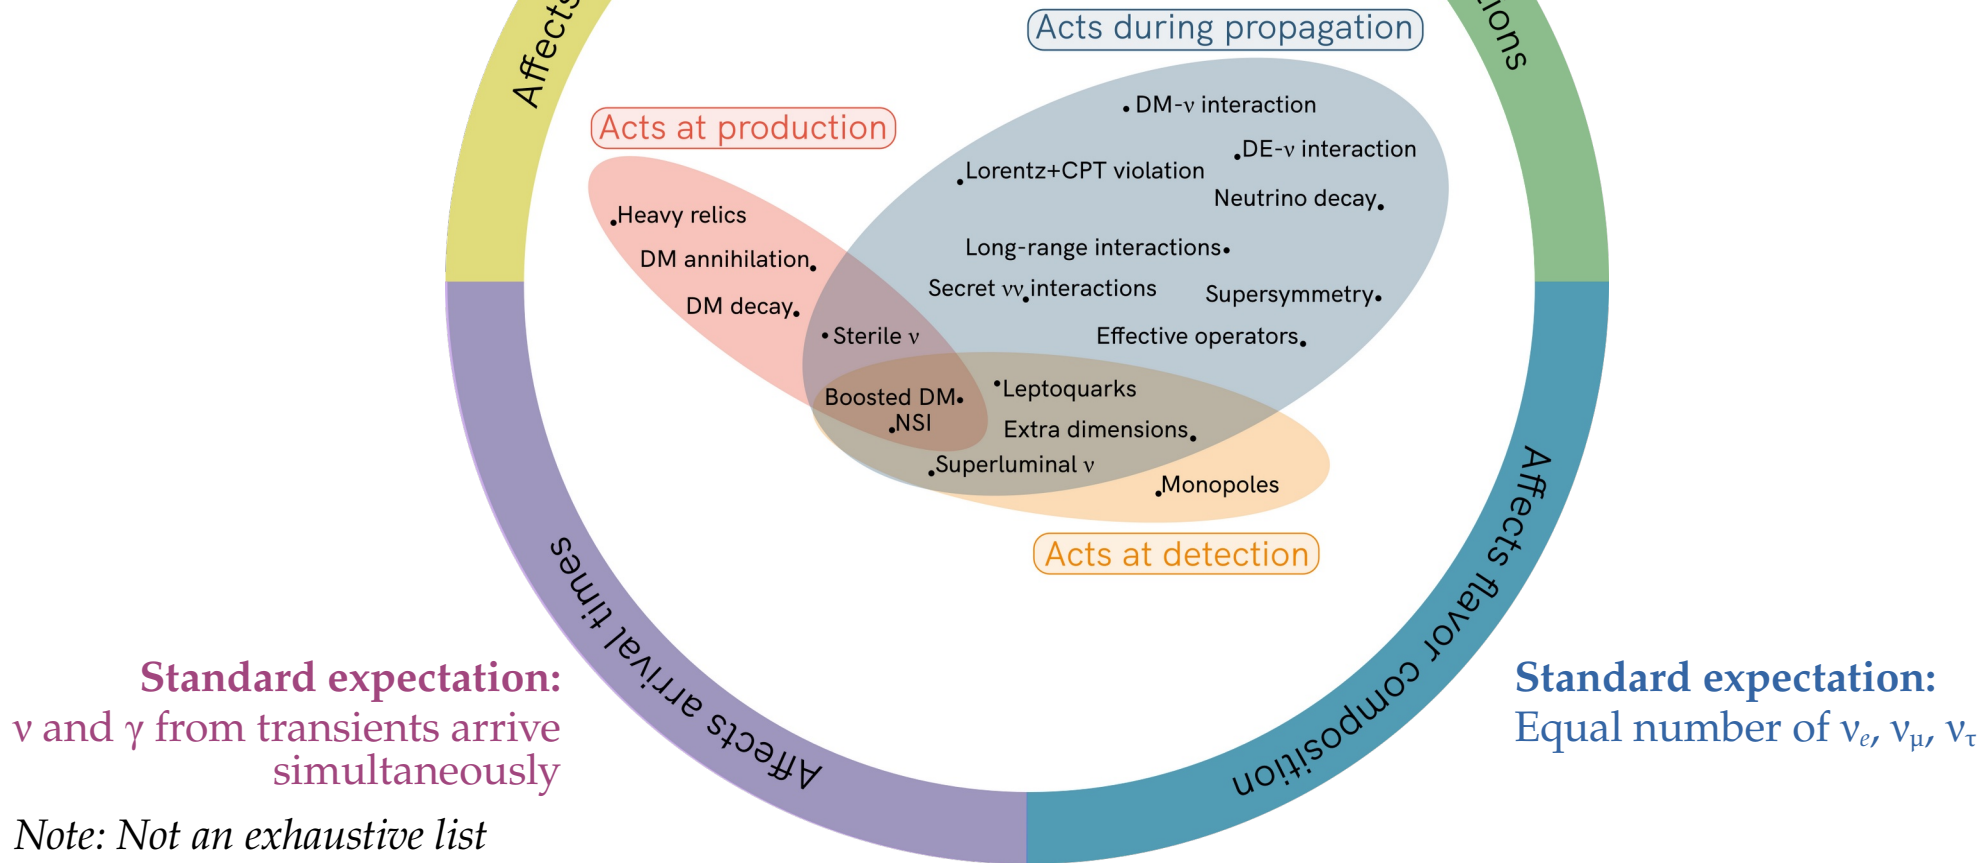 Affects
ions
Acts during propagation
DM-ν interaction
Acts at production
DE-ν interaction
Lorentz+CPT violation
Neutrino decay
Heavy relics
Long-range interactions
DM annihilation
Secret νν interactions
Supersymmetry
DM decay
Sterile ν
Effective operators
Boosted DM
Leptoquarks
NSI
Extra dimensions
Superluminal ν
Monopoles
Acts at detection
Affects arrival times
Affects flavor composition
Standard expectation:
ν and γ from transients arrive
simultaneously
Standard expectation:
Equal number of νe, νμ, ντ
Note: Not an exhaustive list